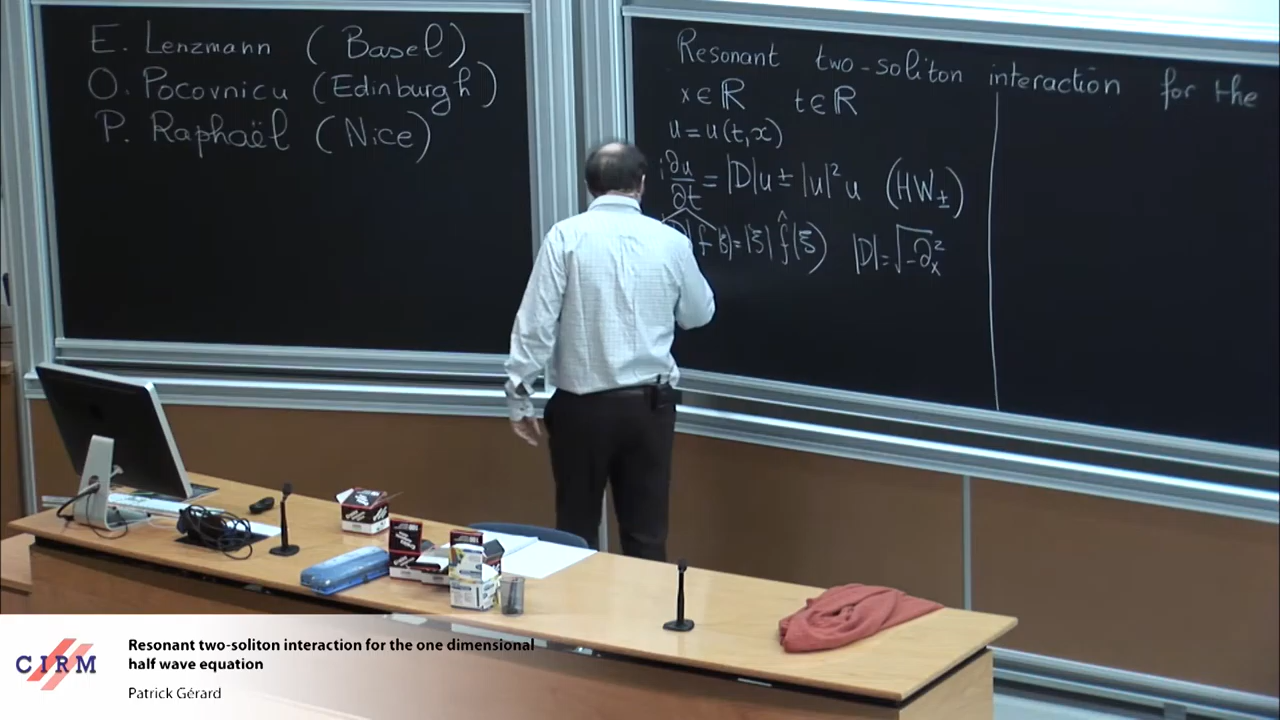 E. Lenzmann (Basel)
O. Pocovnicu (Edinburgh)
P. Raphaël (Nice)
Resonant two-soliton interaction for the
x∈ℝ t∈ℝ
u = u(t,x)
i ∂u/∂t = |D|u ± |u|²u (HW±)
f (ξ) = |ξ| f̂(ξ) |D| = √-∂ₓ²
CIRM
Resonant two-soliton interaction for the one dimensional
half wave equation
Patrick Gérard